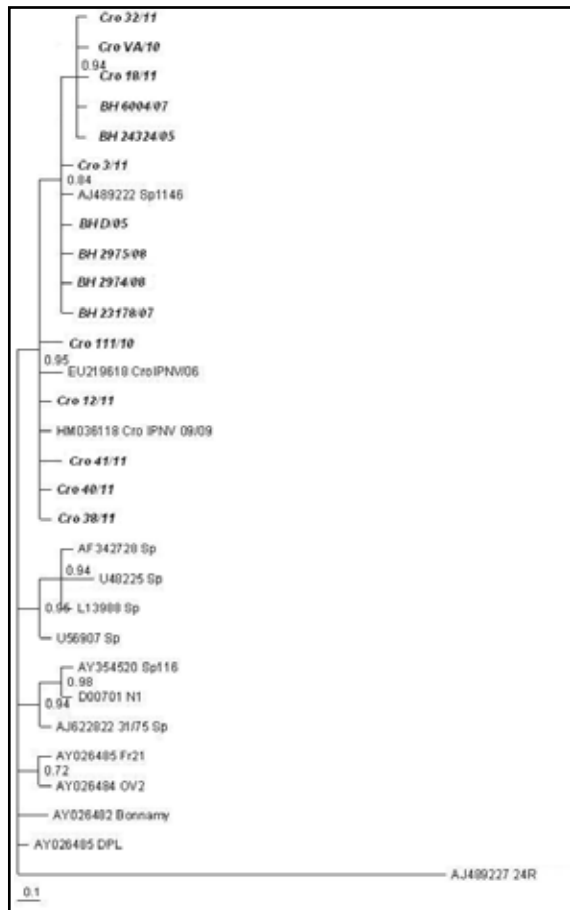 Cro 32/11
Cro VA/10
0.94
Cro 18/11
BH 6004/07
BH 24324/05
Cro 3/11
0.84
AJ489222 Sp1146
BH D/05
BH 2975/08
BH 2974/08
BH 23178/07
Cro 111/10
0.95
EU219618 CroIPNV/06
Cro 12/11
HM036118 Cro IPNV 09/09
Cro 41/11
Cro 40/11
Cro 38/11
AF342728 Sp
0.94
U48225 Sp
0.96
L13988 Sp
U56907 Sp
AY354520 Sp116
0.98
0.94
D00701 N1
AJ622822 31/75 Sp
AY026485 Fr21
0.72
AY026484 OV2
AY026482 Bonnamy
AY026485 DPL
AJ489227 24R
0.1